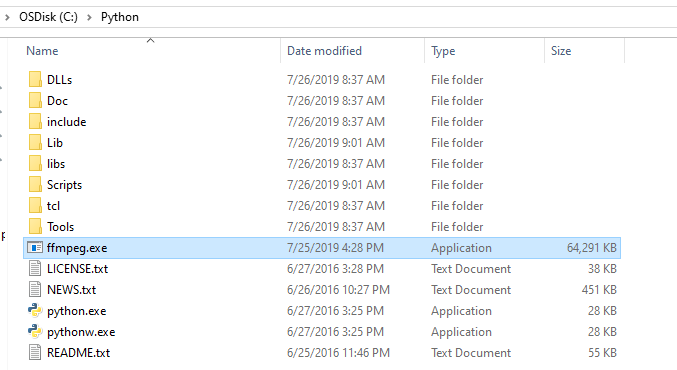 OSDisk (C:) Python
Name Date modified Type Size
DLLs 7/26/2019 8:37 AM File folder
Doc 7/26/2019 8:37 AM File folder
include 7/26/2019 8:37 AM File folder
Lib 7/26/2019 9:01 AM File folder
libs 7/26/2019 8:37 AM File folder
Scripts 7/26/2019 9:01 AM File folder
tcl 7/26/2019 8:37 AM File folder
Tools 7/26/2019 8:37 AM File folder
ffmpeg.exe 7/25/2019 4:28 PM Application 64,291 KB
LICENSE.txt 6/27/2016 3:28 PM Text Document 38 KB
NEWS.txt 6/26/2016 10:27 PM Text Document 451 KB
python.exe 6/27/2016 3:25 PM Application 28 KB
pythonw.exe 6/27/2016 3:25 PM Application 28 KB
README.txt 6/25/2016 11:46 PM Text Document 55 KB